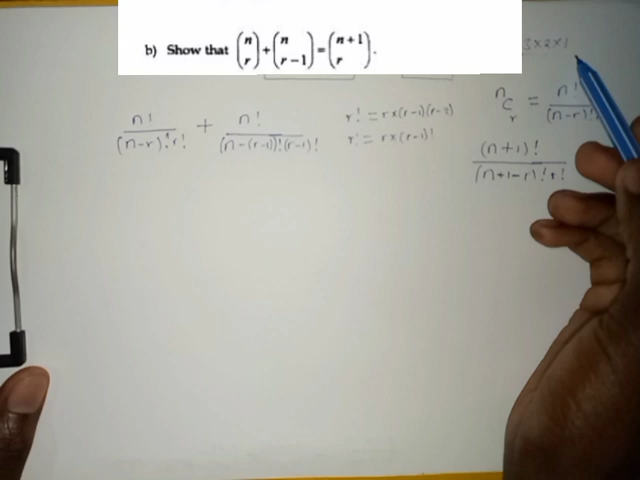 b) Show that (n r) + (n r − 1) = (n + 1 r).
3×2×1
nCr = n! / (n-r)!
n! / (n-r)! r! + n! / (n-(r-1))! (r-1)!
r! = r×(r-1)(r-2)
r! = r×(r-1)!
(n+1)! / (n+1-r)! r!